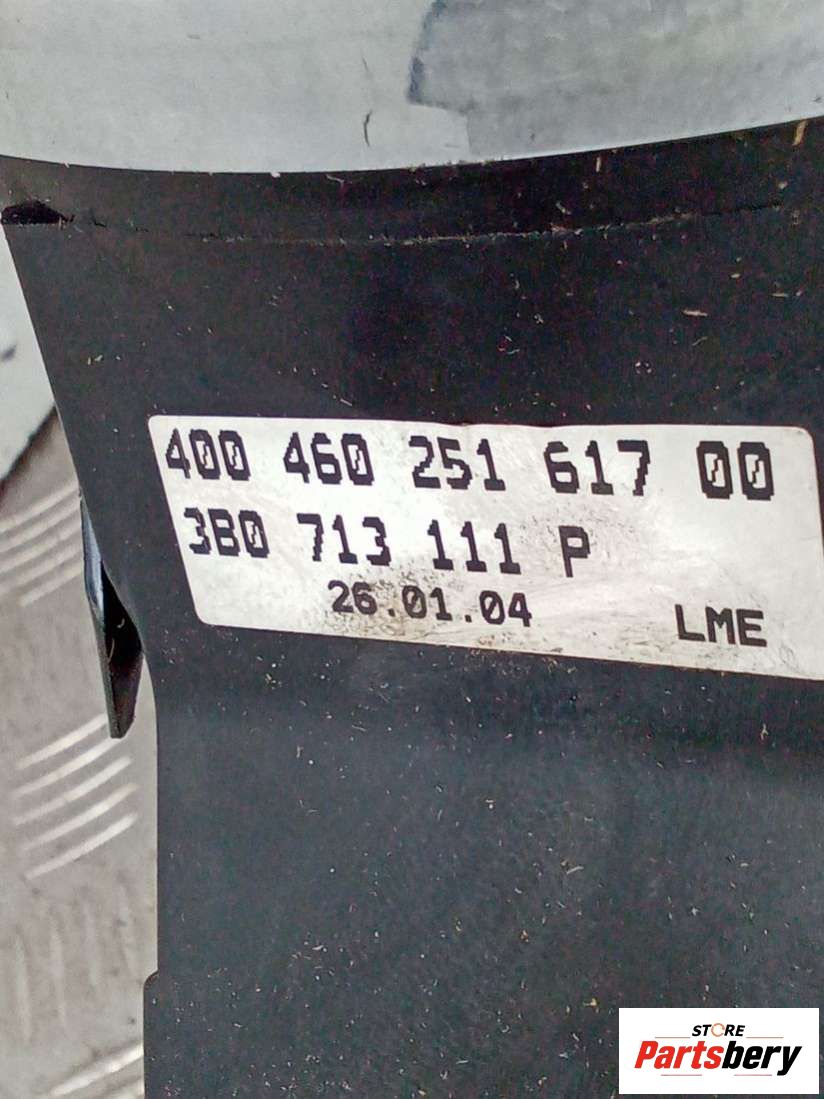 400 460 251 617 00
3B0 713 111 P
26.01.04 LME
STORE
Partsbery